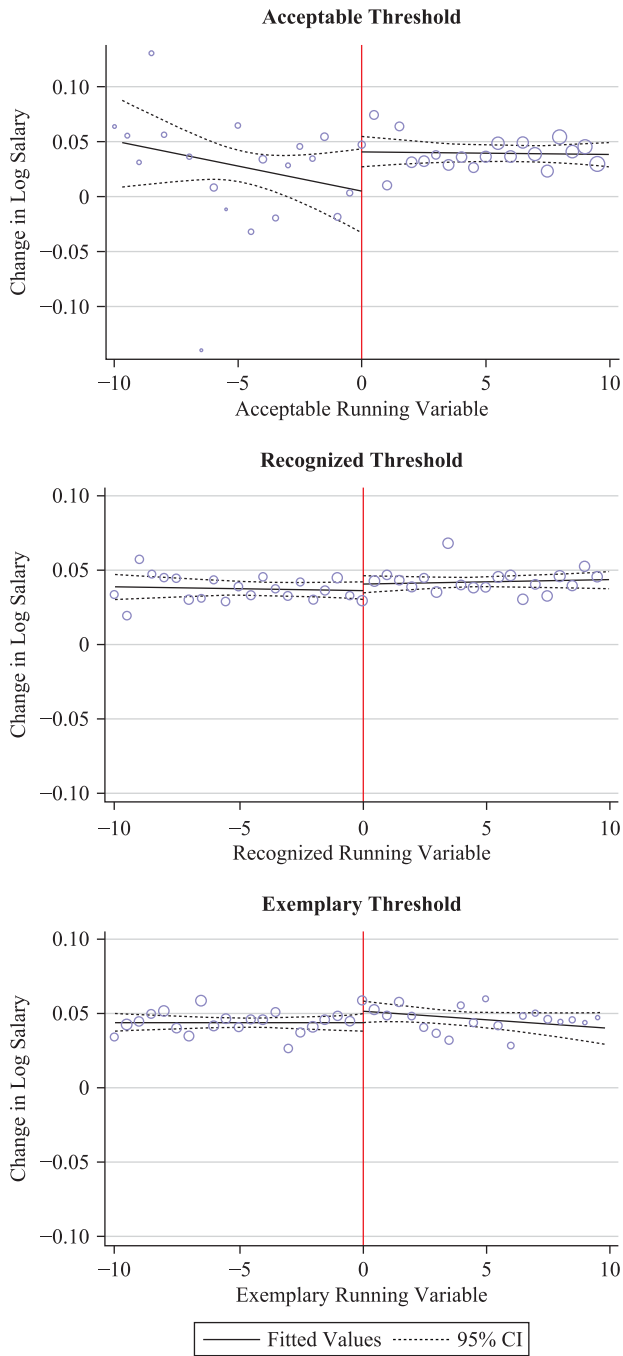 Acceptable Threshold
Change in Log Salary
0.10
0.05
0
−0.05
−0.10
−10
−5
0
5
10
Acceptable Running Variable
Recognized Threshold
Change in Log Salary
0.10
0.05
0
−0.05
−0.10
−10
−5
0
5
10
Recognized Running Variable
Exemplary Threshold
Change in Log Salary
0.10
0.05
0
−0.05
−0.10
−10
−5
0
5
10
Exemplary Running Variable
Fitted Values
95% CI